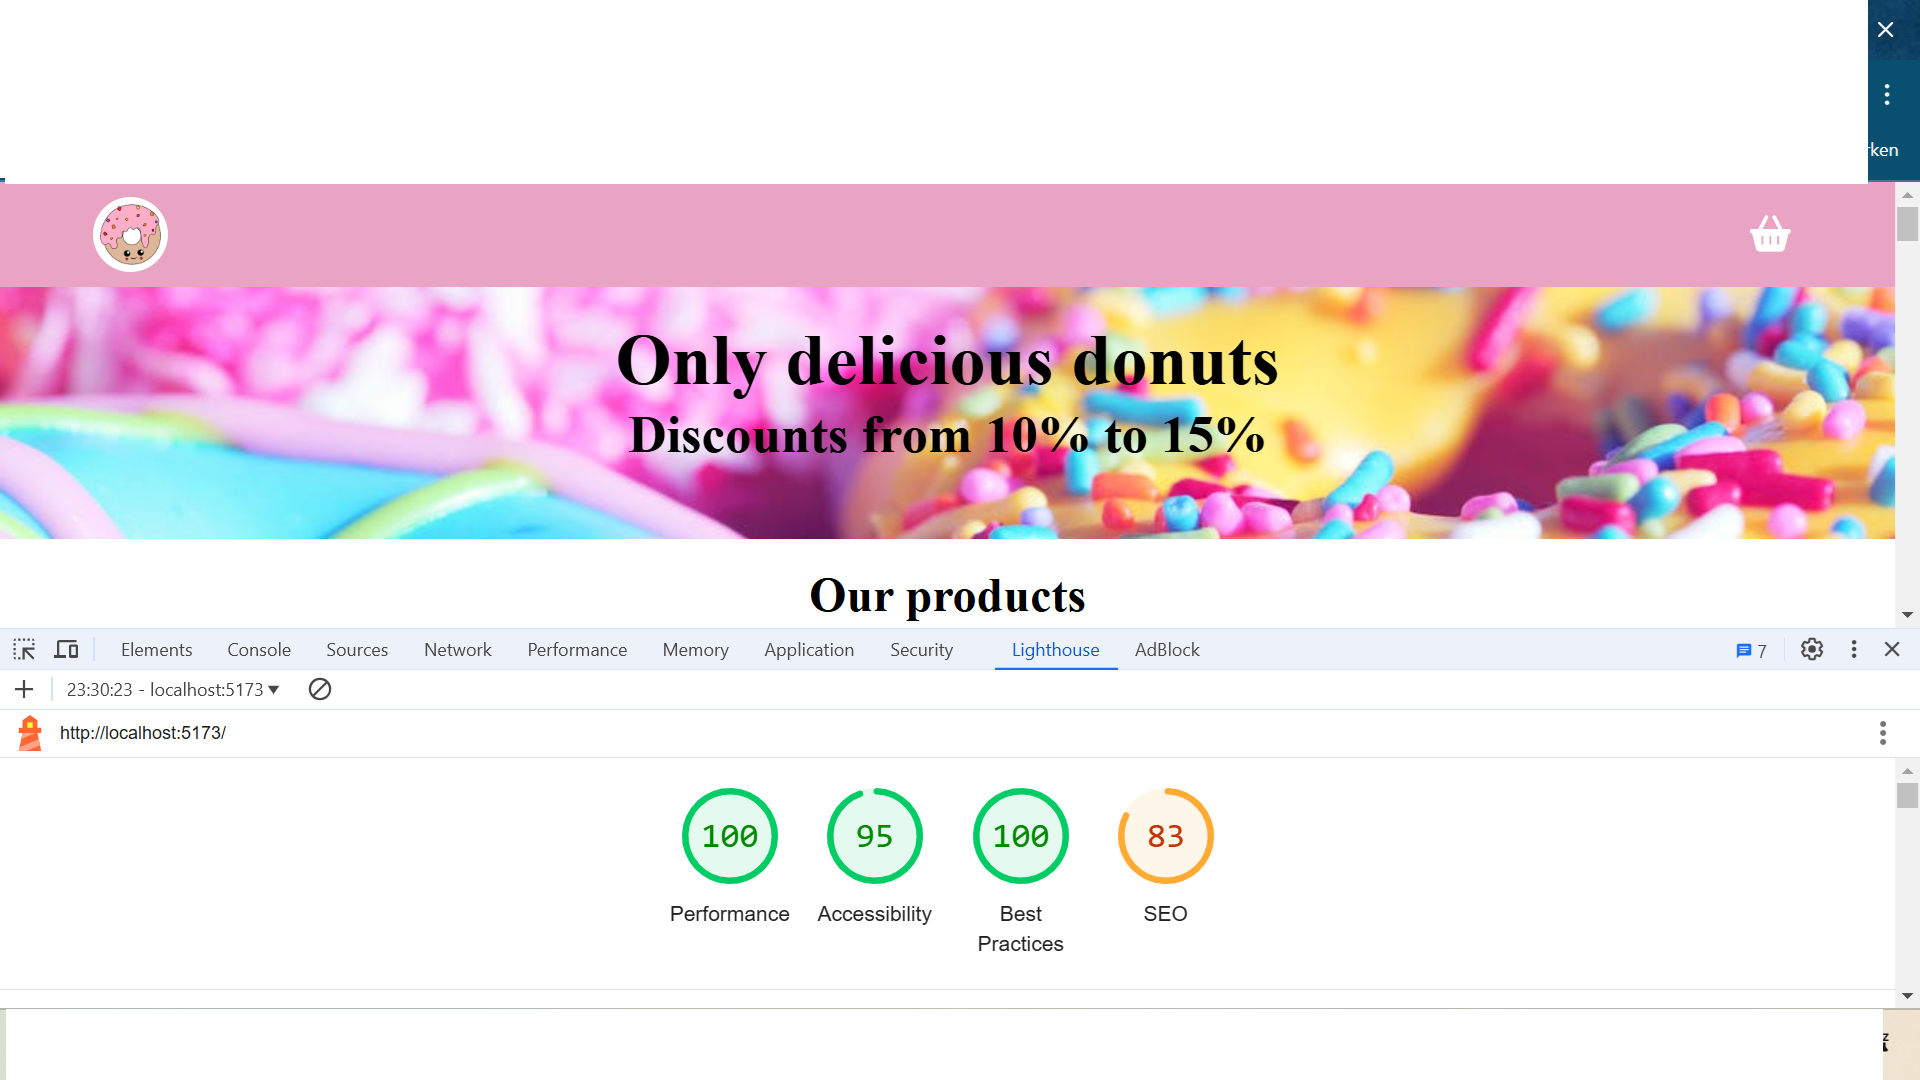 rken
Only delicious donuts
Discounts from 10% to 15%
Our products
Elements Console Sources Network Performance Memory Application Security Lighthouse AdBlock 7
23:30:23 - localhost:5173
http://localhost:5173/
100 95 100 83
Performance Accessibility Best Practices SEO